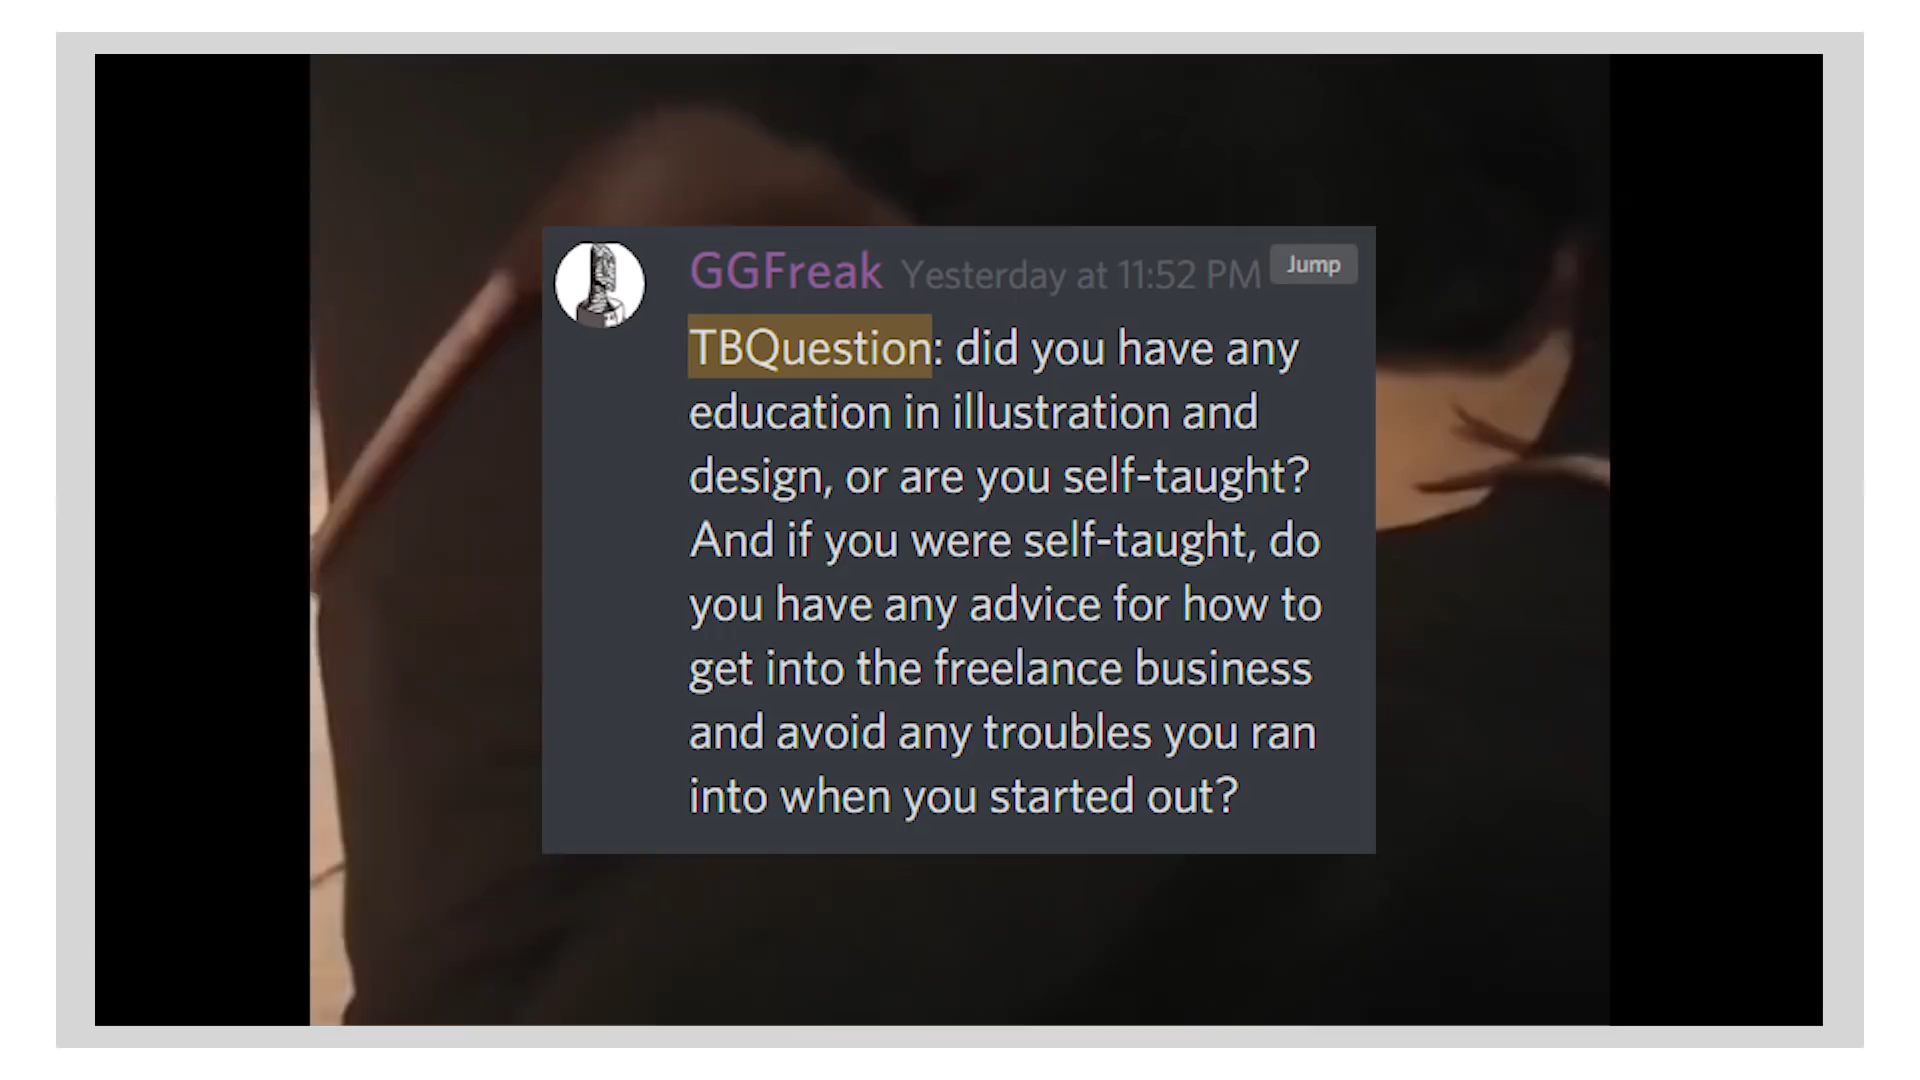 GGFreak Yesterday at 11:52 PM Jump
TBQuestion: did you have any
education in illustration and
design, or are you self-taught?
And if you were self-taught, do
you have any advice for how to
get into the freelance business
and avoid any troubles you ran
into when you started out?